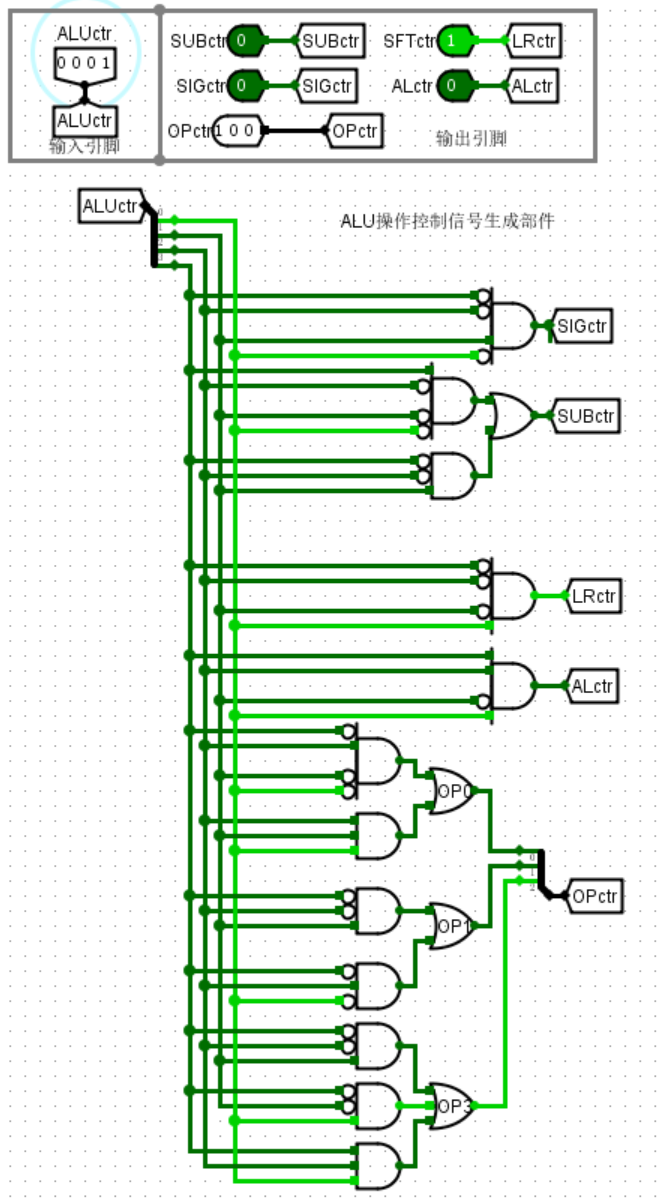 ALUctr
0 0 0 1
ALUctr
输入引脚
SUBctr 0 SUBctr
SFTctr 1 LRctr
SIGctr 0 SIGctr
ALctr 0 ALctr
OPctr 1 0 0 OPctr
输出引脚
ALUctr
ALU操作控制信号生成部件
SIGctr
SUBctr
LRctr
ALctr
OP0
OPctr
OP1
OP3